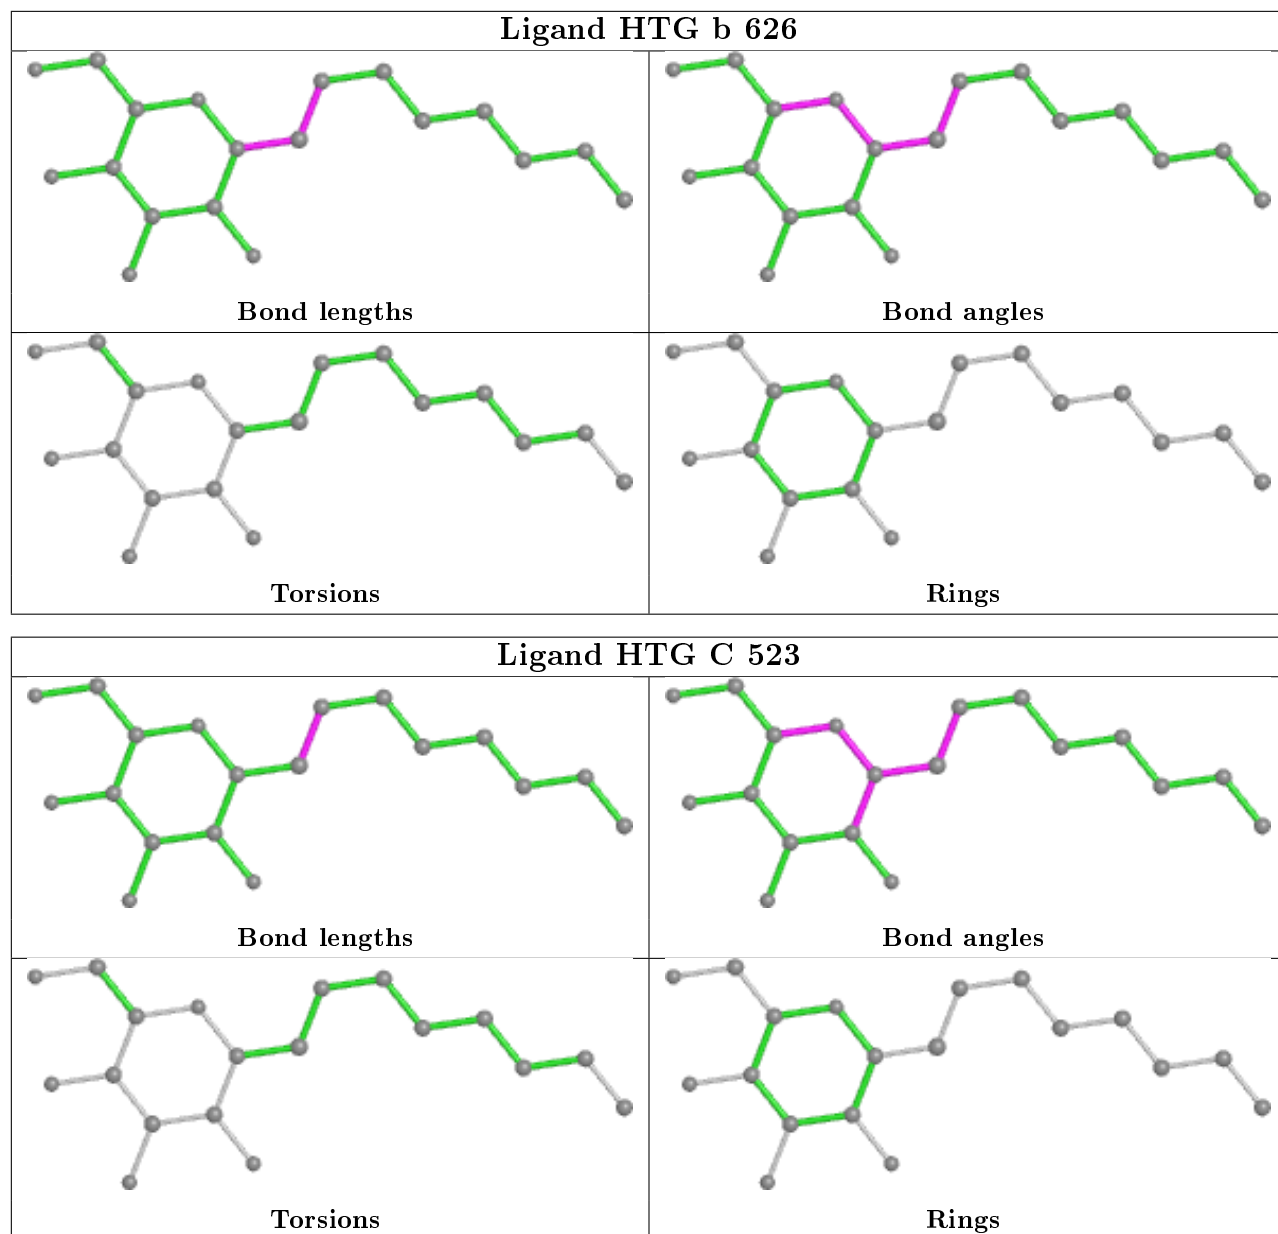 Ligand HTG b 626
Bond lengths
Bond angles
Torsions
Rings
Ligand HTG C 523
Bond lengths
Bond angles
Torsions
Rings